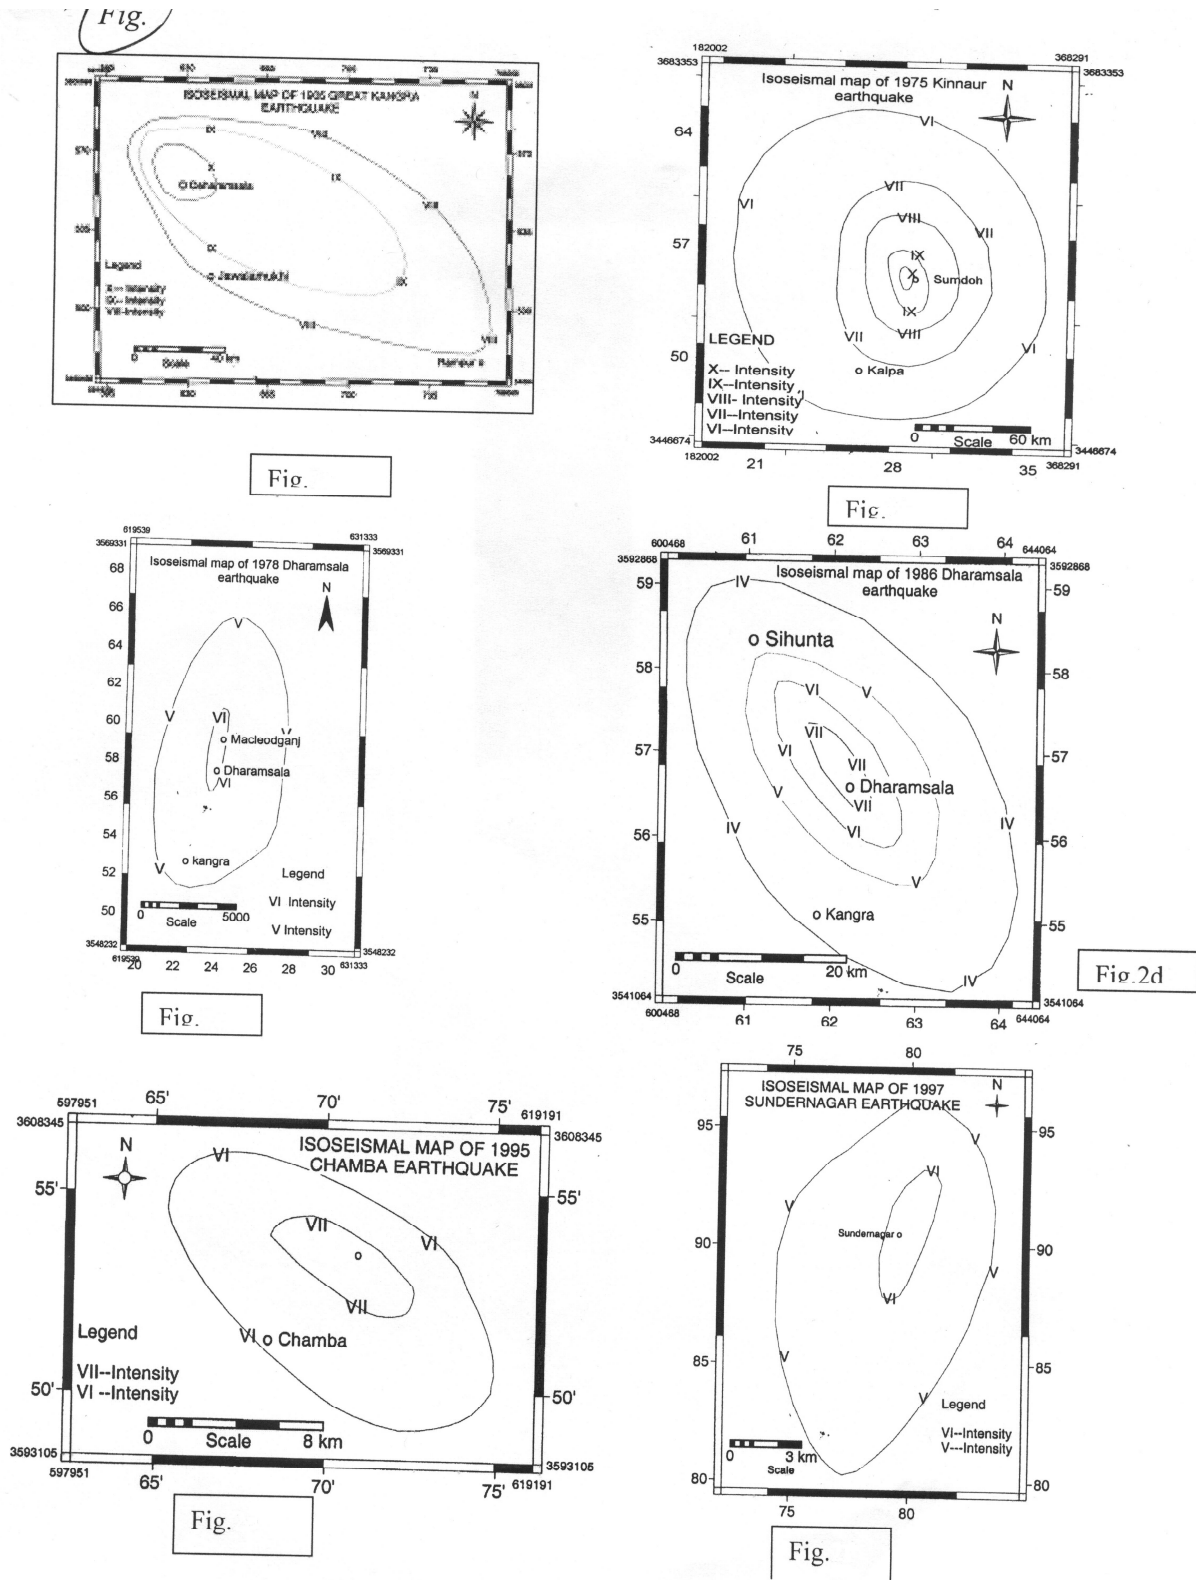 Fig.
ISOSEISMAL MAP OF 1905 GREAT KANGRA
EARTHQUAKE
N
IX
VIII
X
IX
Daharamsala
VIII
IX
Jawalamukhi
IX
Legend
X-- Intensity
IX-- Intensity
VIII-Intensity
VIII
VIII
Rampur
0 40 km
Scale
Fig.
182002
368291
3683353
3683353
Isoseismal map of 1975 Kinnaur
earthquake
N
64
VI
VII
VI
VIII
VII
57
IX
X
Sumdoh
IX
VII
VIII
VI
LEGEND
50
X-- Intensity
Kalpa
IX--Intensity
VIII- Intensity
VII--Intensity
VI--Intensity
0 Scale 60 km
3446674
3446674
182002
368291
21 28 35
Fig.
619539
631333
3569331
3569331
Isoseismal map of 1978 Dharamsala
earthquake
N
68
66
64
62
60
58
56
54
52
50
V
V
VI
V
Macleodganj
Dharamsala
VI
kangra
V
Legend
VI Intensity
V Intensity
0 5000
Scale
3548232
3548232
619539
631333
20 22 24 26 28 30
Fig.
61 62 63 64
600468
644064
3592868
3592868
Isoseismal map of 1986 Dharamsala
earthquake
N
59
59
IV
Sihunta
58
58
VI
V
VII
57
57
VI
VII
V
Dharamsala
VII
IV
VI
IV
56
56
V
Kangra
55
55
0 20 km
Scale
IV
3541064
3541064
600468
644064
61 62 63 64
Fig.2d
65' 70' 75'
597951
619191
3608345
3608345
ISOSEISMAL MAP OF 1995
CHAMBA EARTHQUAKE
N
VI
55'
55'
VII
VI
VII
VI
Chamba
Legend
VII--Intensity
VI --Intensity
50'
50'
0 Scale 8 km
3593105
3593105
597951
619191
65' 70' 75'
Fig.
75 80
ISOSEISMAL MAP OF 1997
SUNDERNAGAR EARTHQUAKE
N
95
95
V
VI
V
Sundernagar
90
90
V
VI
85
85
V
V
Legend
VI--Intensity
V---Intensity
0 3 km
Scale
80
80
75 80
Fig.